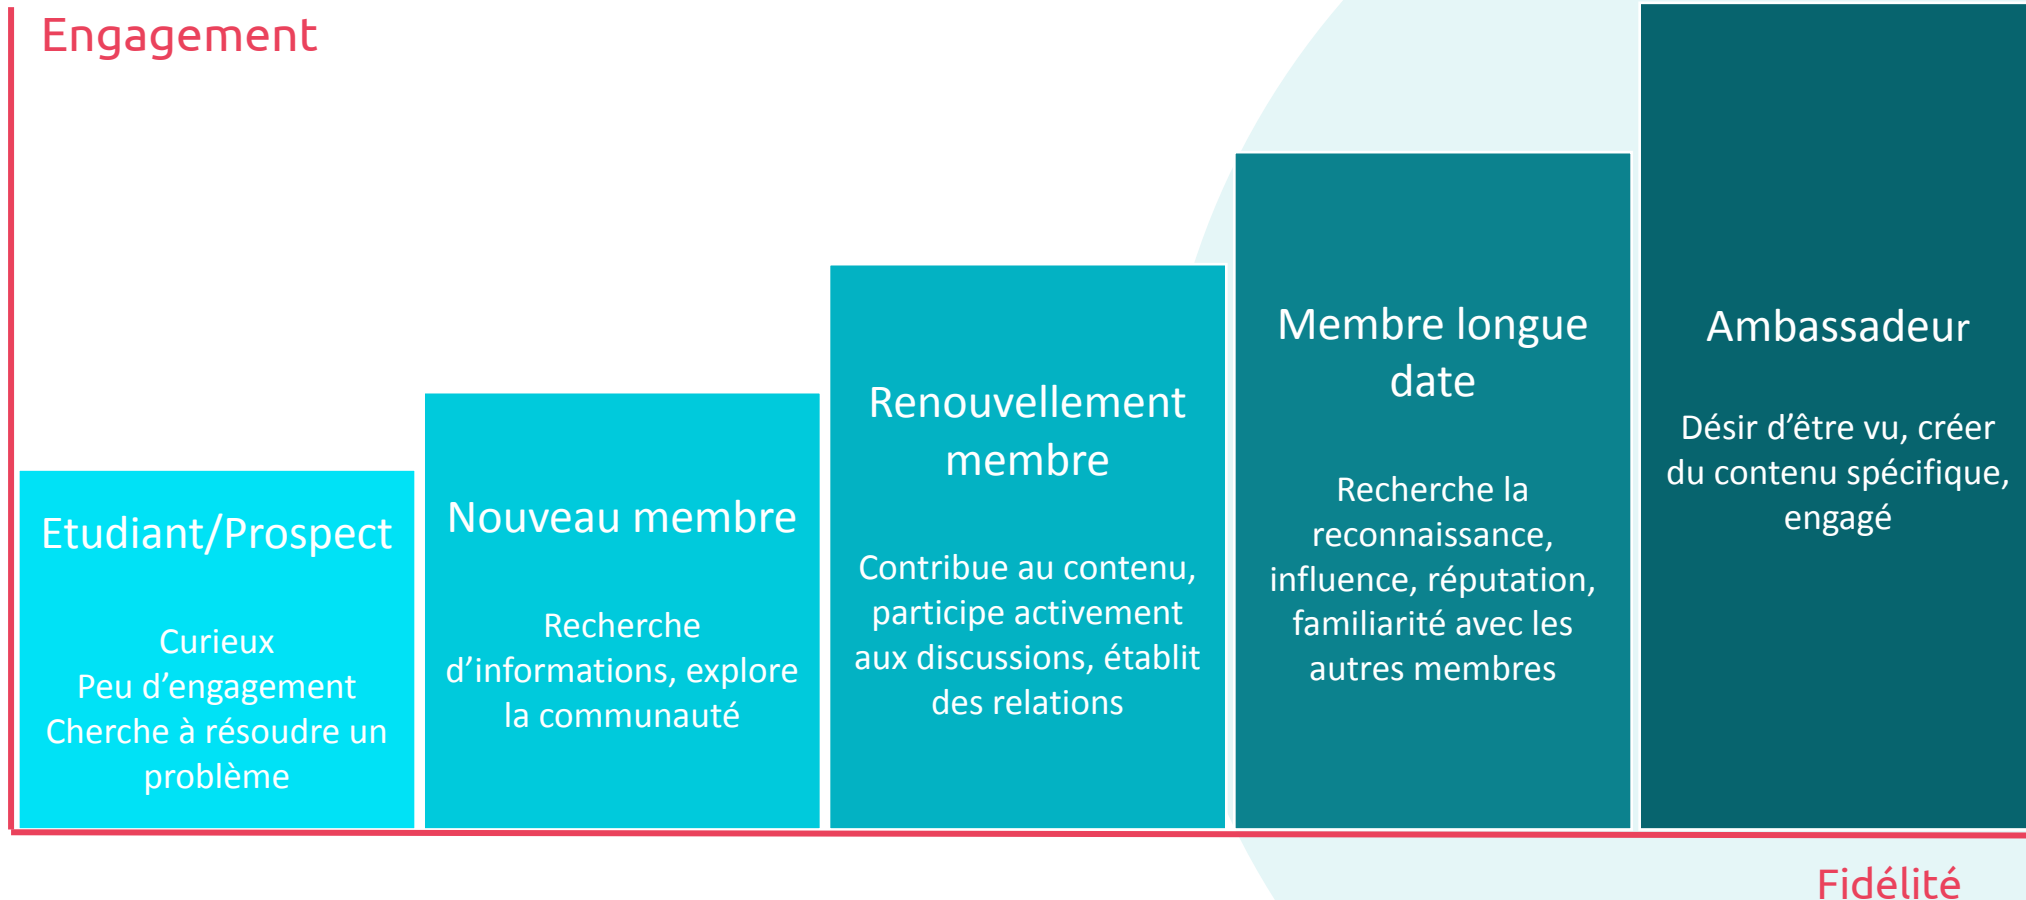 Engagement
Etudiant/Prospect
Curieux
Peu d’engagement
Cherche à résoudre un
problème
Nouveau membre
Recherche
d’informations, explore
la communauté
Renouvellement
membre
Contribue au contenu,
participe activement
aux discussions, établit
des relations
Membre longue
date
Recherche la
reconnaissance,
influence, réputation,
familiarité avec les
autres membres
Ambassadeur
Désir d’être vu, créer
du contenu spécifique,
engagé
Fidélité